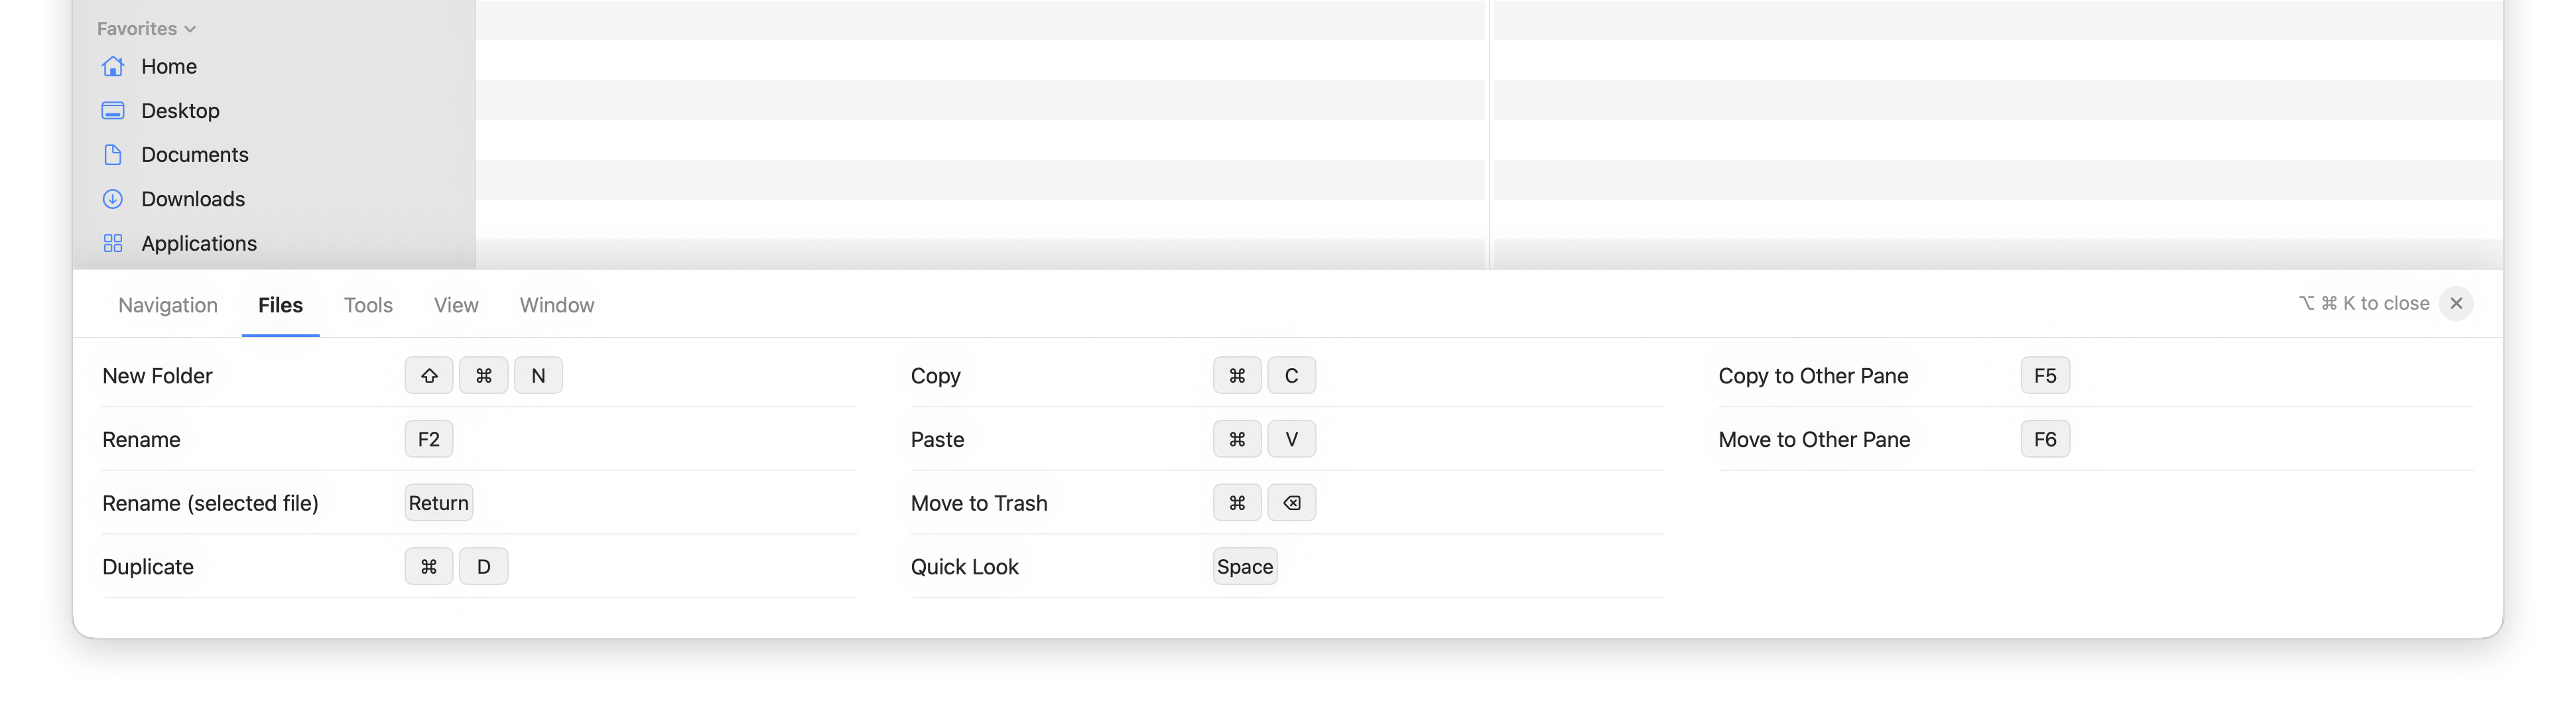 Favorites
Home
Desktop
Documents
Downloads
Applications
Navigation Files Tools View Window
⌥ ⌘ K to close
New Folder ⇧ ⌘ N
Rename F2
Rename (selected file) Return
Duplicate ⌘ D
Copy ⌘ C
Paste ⌘ V
Move to Trash ⌘ ⌫
Quick Look Space
Copy to Other Pane F5
Move to Other Pane F6